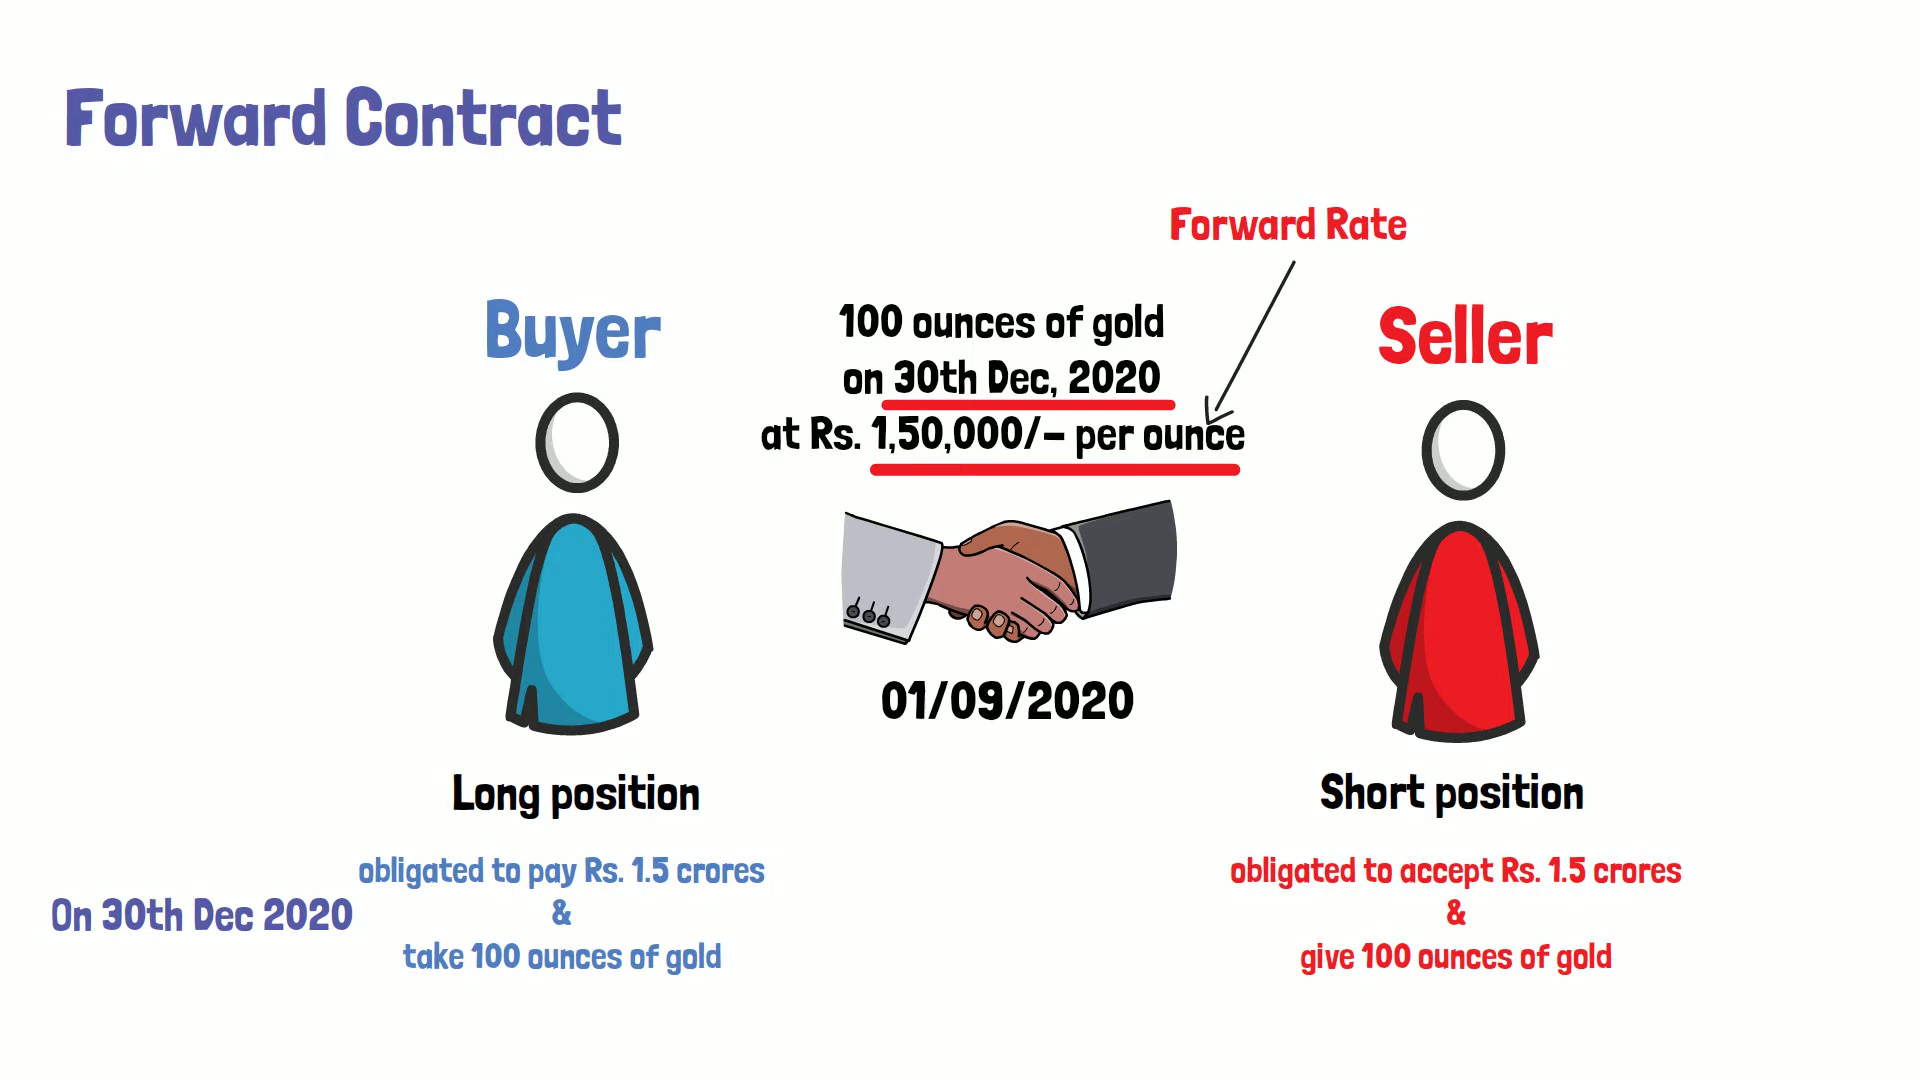 Forward Contract
Forward Rate
Buyer
100 ounces of gold
on 30th Dec, 2020
at Rs. 1,50,000/- per ounce
Seller
01/09/2020
Long position
Short position
On 30th Dec 2020
obligated to pay Rs. 1.5 crores
&
take 100 ounces of gold
obligated to accept Rs. 1.5 crores
&
give 100 ounces of gold